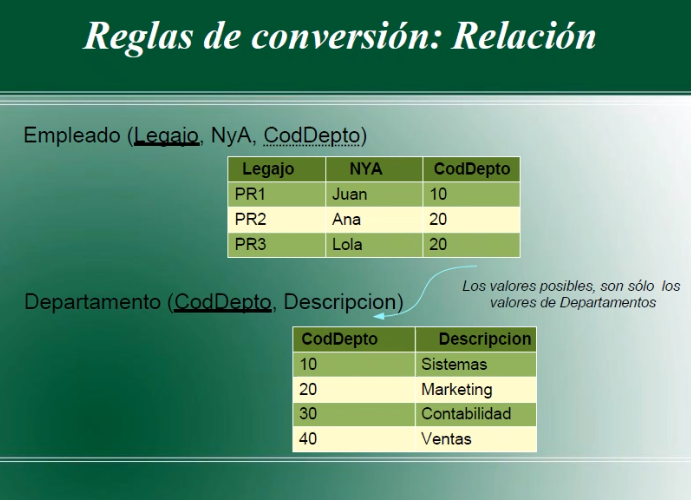 Reglas de conversión: Relación
Empleado (Legajo, NyA, CodDepto)
Legajo NYA CodDepto
PR1 Juan 10
PR2 Ana 20
PR3 Lola 20
Los valores posibles, son sólo los
valores de Departamentos
Departamento (CodDepto, Descripcion)
CodDepto Descripcion
10 Sistemas
20 Marketing
30 Contabilidad
40 Ventas